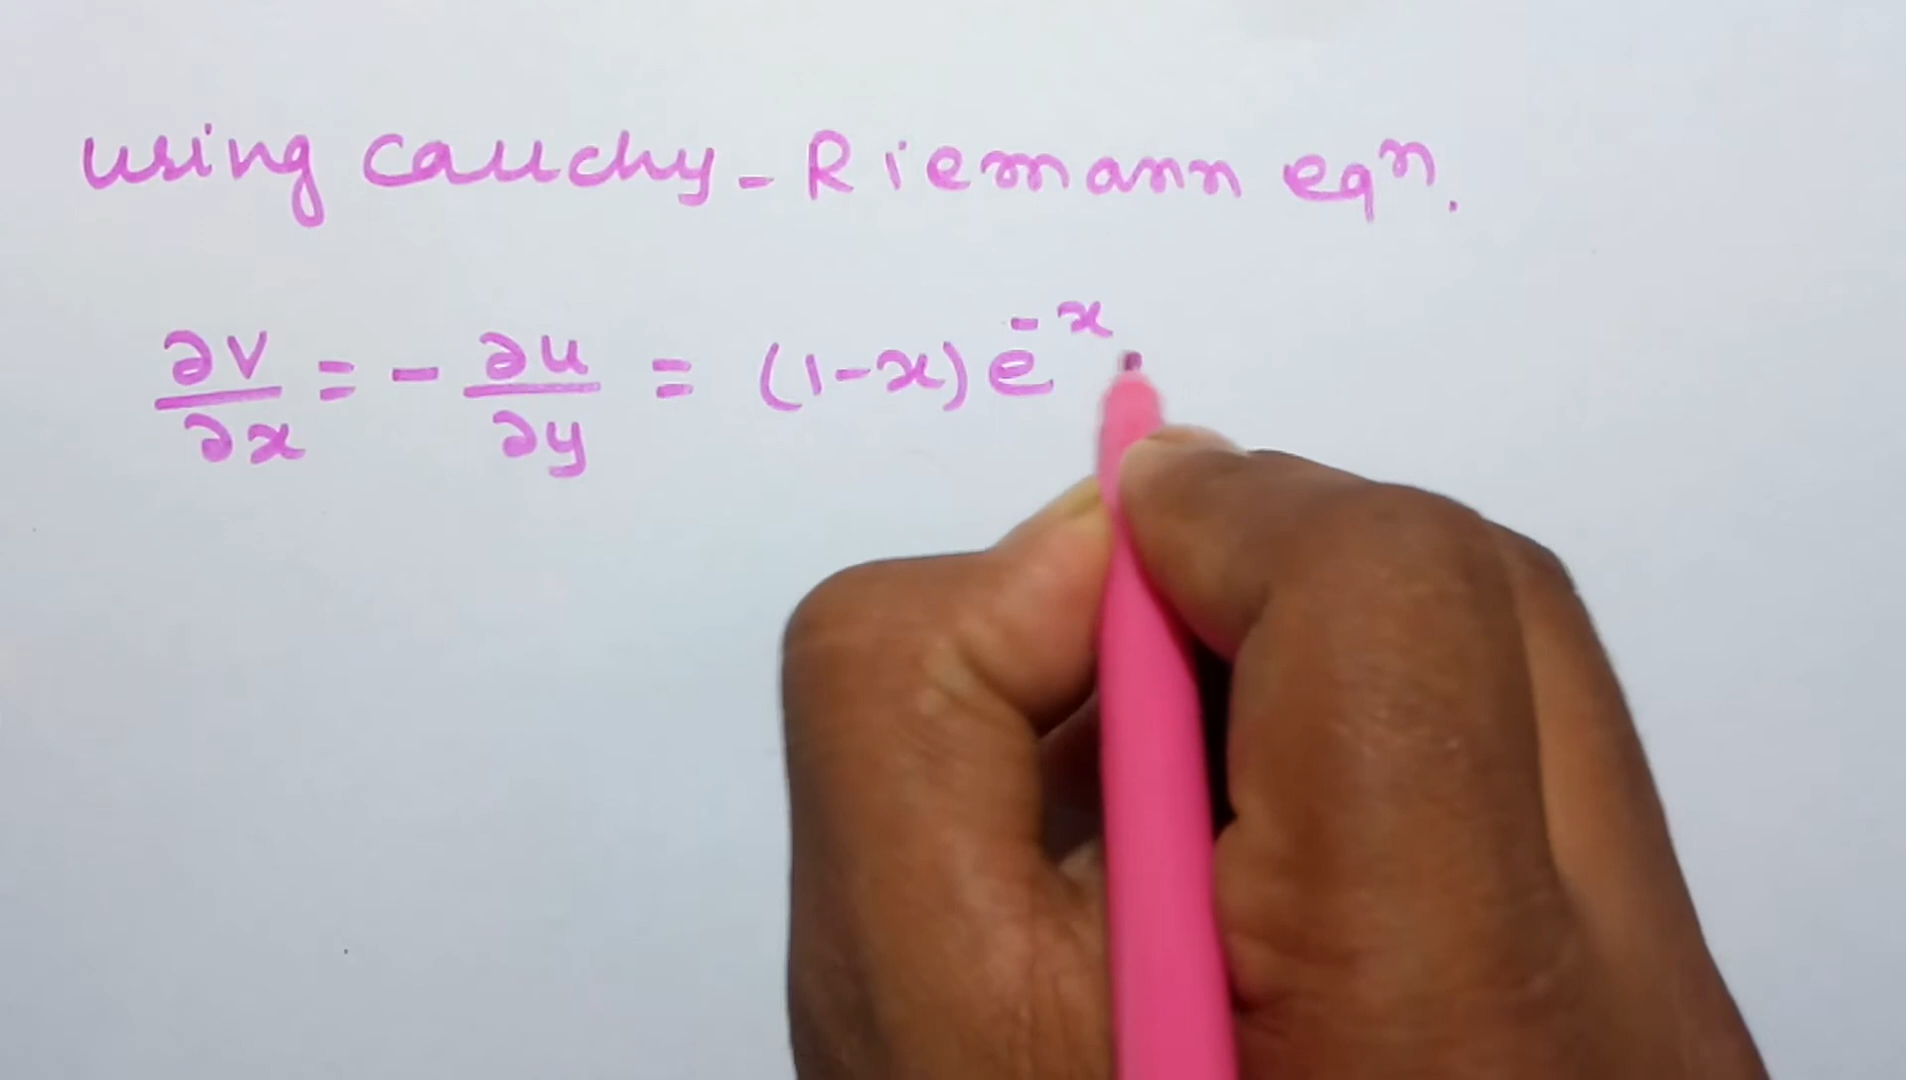 using Cauchy-Riemann eqⁿ.
∂V/∂x = - ∂u/∂y = (1-x) e^-x